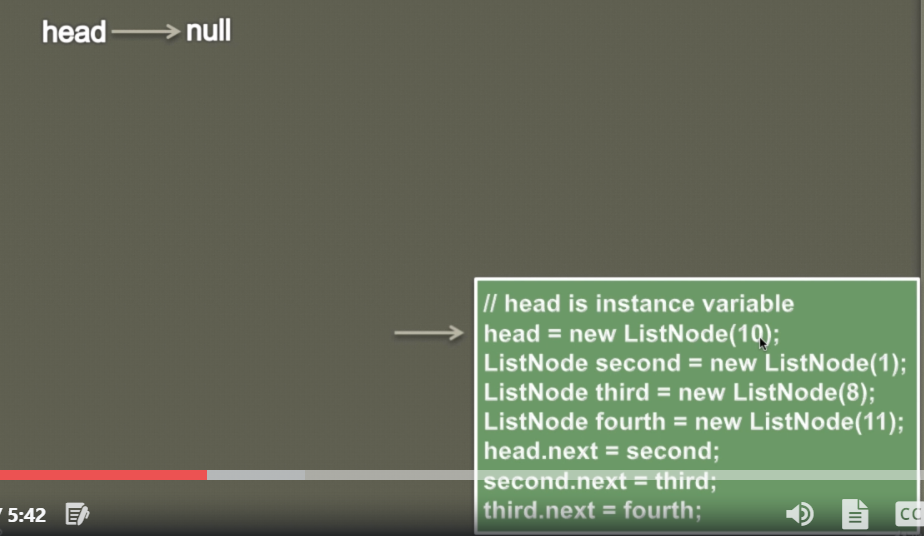 head null
// head is instance variable
head = new ListNode(10);
ListNode second = new ListNode(1);
ListNode third = new ListNode(8);
ListNode fourth = new ListNode(11);
head.next = second;
second.next = third;
third.next = fourth;
/ 5:42
CC